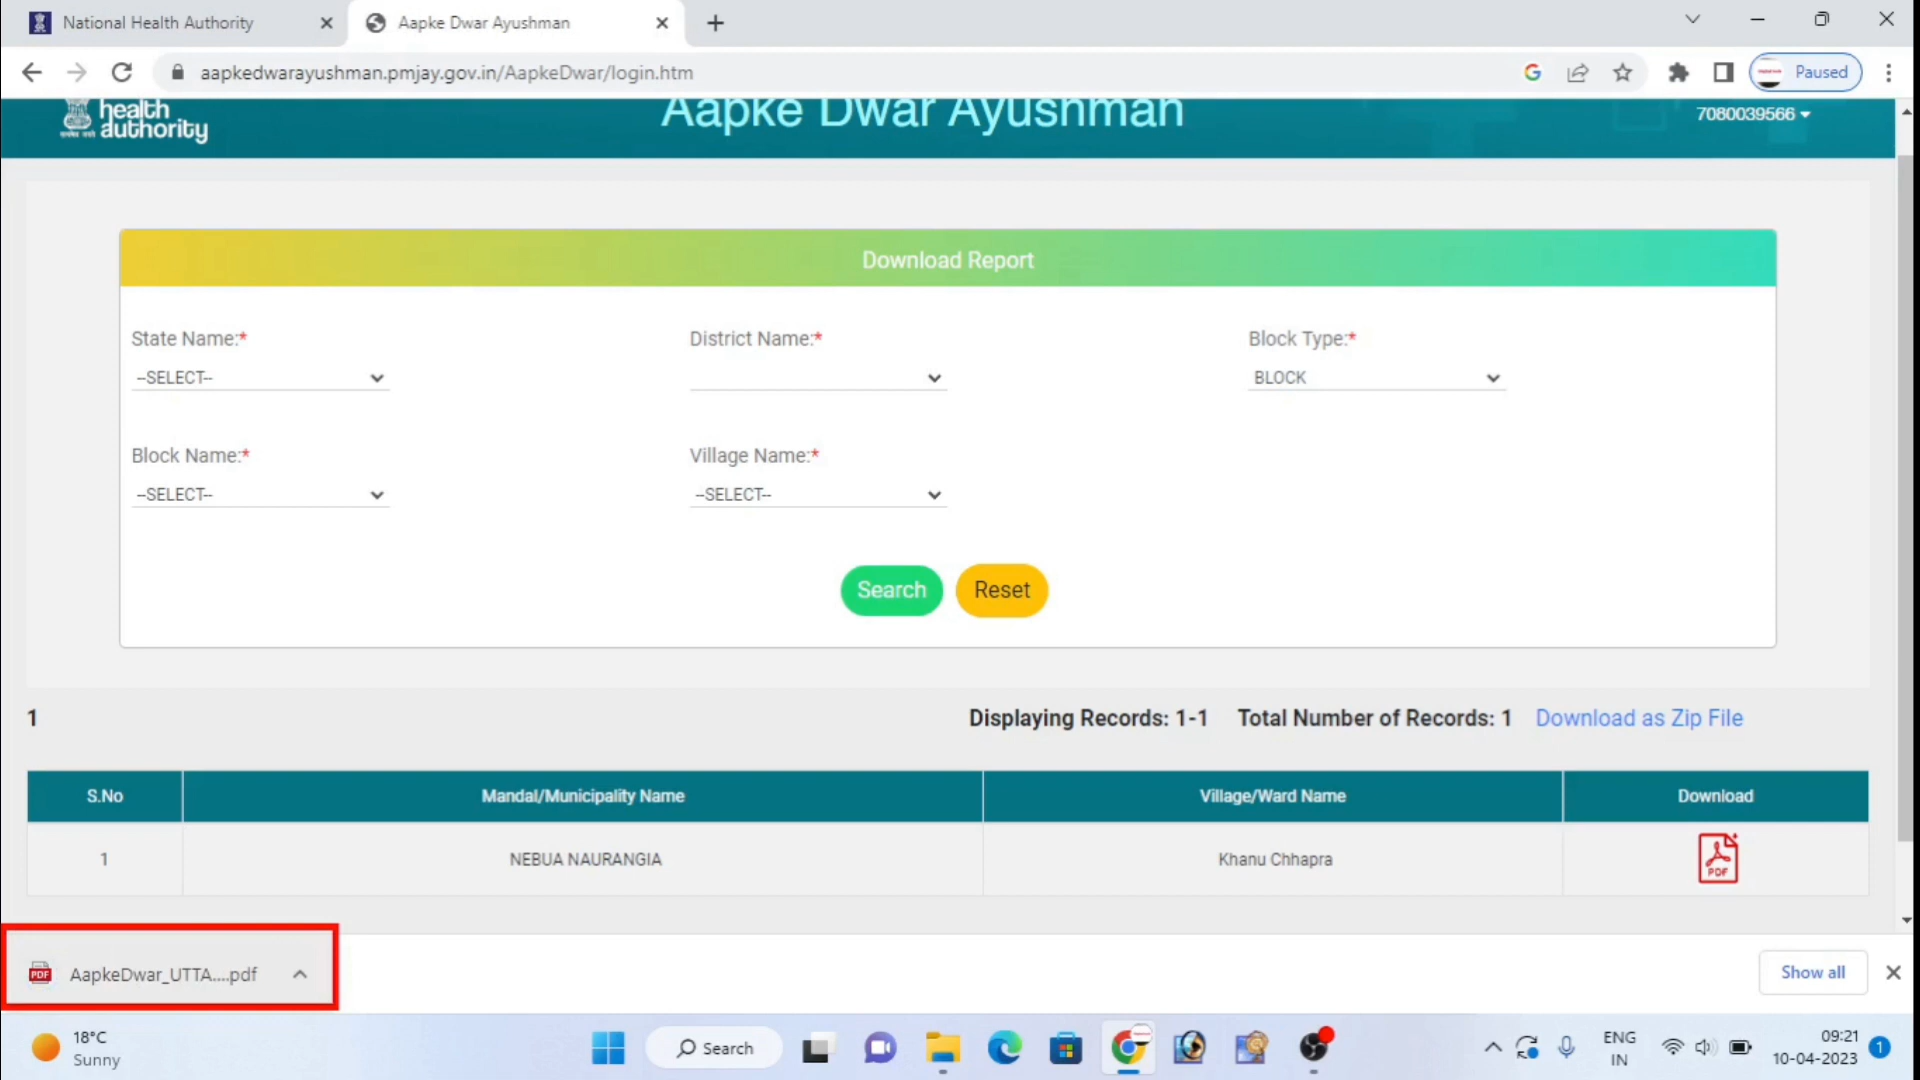 National Health Authority
Aapke Dwar Ayushman
aapkedwarayushman.pmjay.gov.in/AapkeDwar/login.htm
Paused
health
authority
Aapke Dwar Ayushman
7080039566
Download Report
State Name:*
District Name:*
Block Type:*
--SELECT--
BLOCK
Block Name:*
Village Name:*
--SELECT--
--SELECT--
Search
Reset
1
Displaying Records: 1-1
Total Number of Records: 1
Download as Zip File
S.No
Mandal/Municipality Name
Village/Ward Name
Download
1
NEBUA NAURANGIA
Khanu Chhapra
PDF
PDF
AapkeDwar_UTTA....pdf
Show all
18°C
Sunny
Search
ENG
IN
09:21
10-04-2023
1